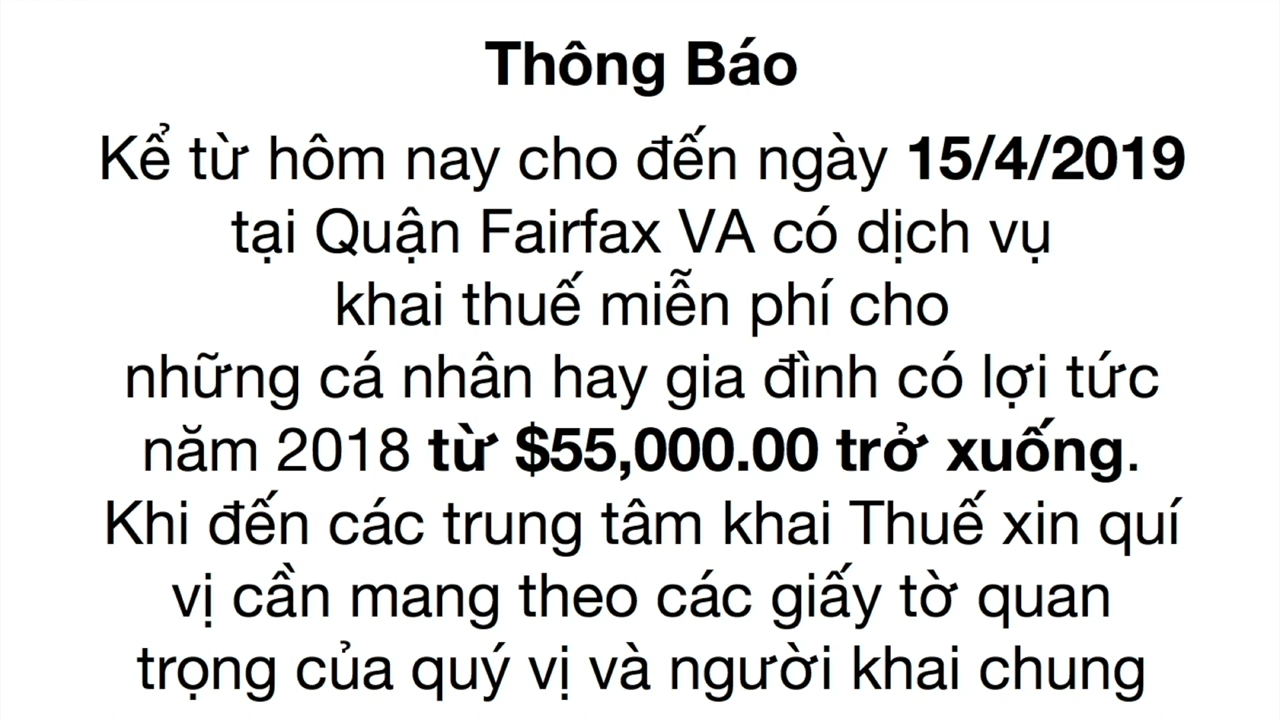 Thông Báo
Kể từ hôm nay cho đến ngày 15/4/2019
tại Quận Fairfax VA có dịch vụ
khai thuế miễn phí cho
những cá nhân hay gia đình có lợi tức
năm 2018 từ $55,000.00 trở xuống.
Khi đến các trung tâm khai Thuế xin quí
vị cần mang theo các giấy tờ quan
trọng của quý vị và người khai chung